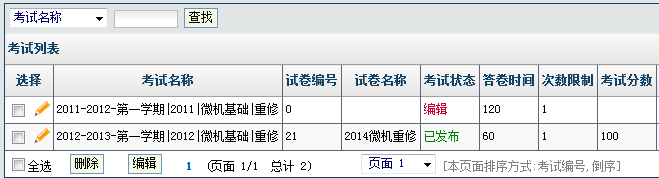 考试名称 查找
考试列表
选择 考试名称 试卷编号 试卷名称 考试状态 答卷时间 次数限制 考试分数
2011-2012-第一学期|2011|微机基础|重修 0 编辑 120 1
2012-2013-第一学期|2012|微机基础|重修 21 2014微机重修 已发布 60 1 100
全选 删除 编辑 1 (页面 1/1 总计 2) 页面 1 [本页面排序方式:考试编号,倒序]